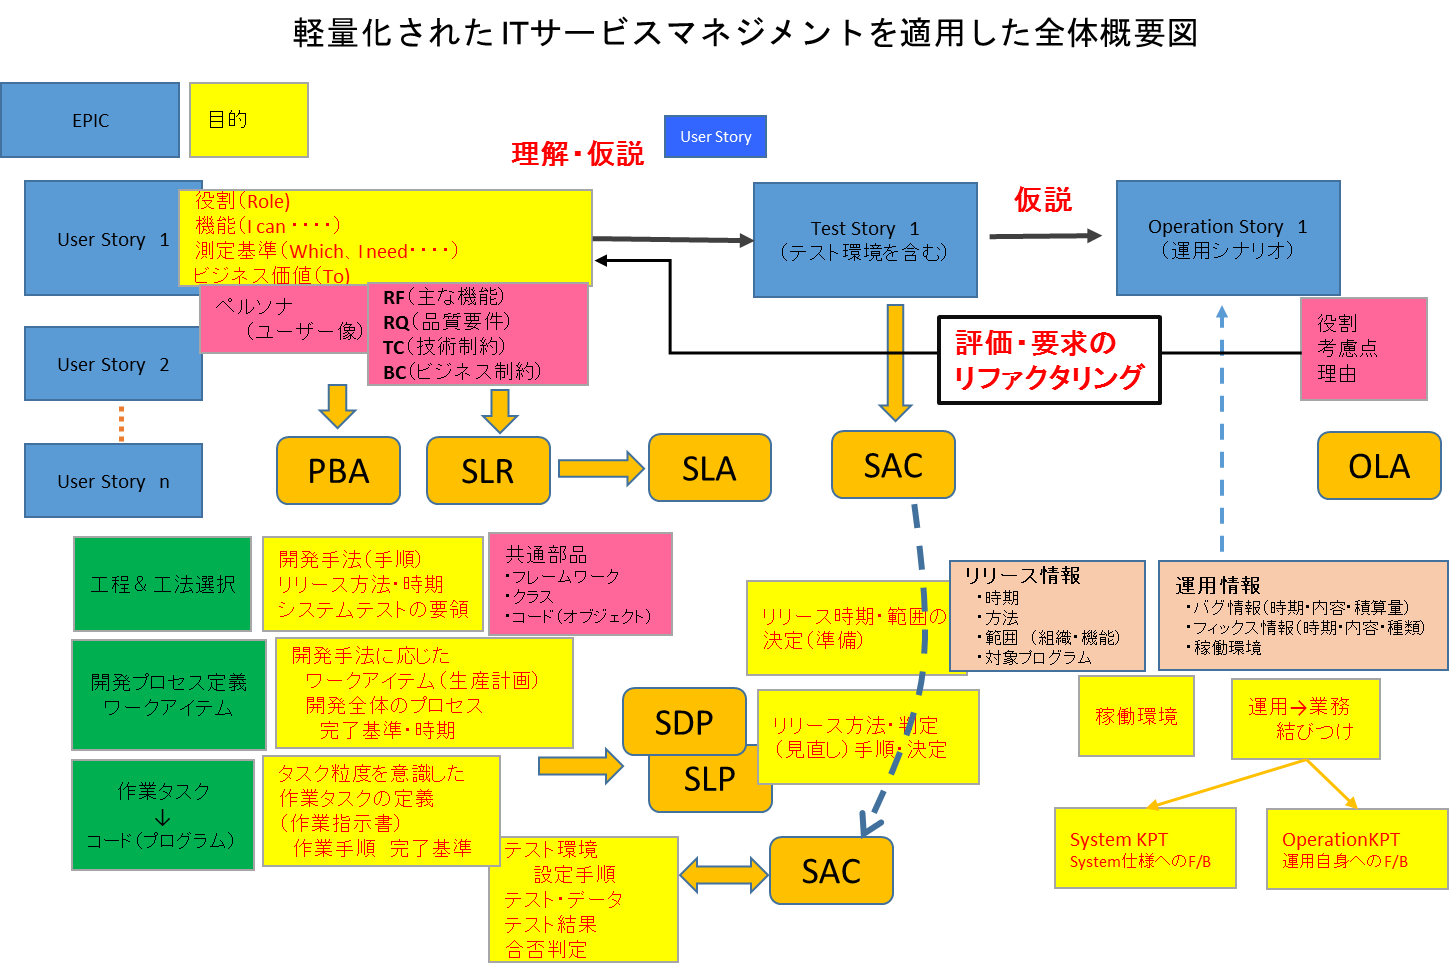 軽量化されたITサービスマネジメントを適用した全体概要図
EPIC
目的
理解・仮説
User Story
User Story 1
役割(Role)
機能(I can ・・・・)
測定基準(Which、I need・・・・)
ビジネス価値(To)
Test Story 1
(テスト環境を含む)
仮説
Operation Story 1
(運用シナリオ)
ペルソナ
(ユーザー像)
RF(主な機能)
RQ(品質要件)
TC(技術制約)
BC(ビジネス制約)
評価・要求の
リファクタリング
役割
考慮点
理由
User Story 2
User Story n
PBA
SLR
SLA
SAC
OLA
工程＆工法選択
開発手法(手順)
リリース方法・時期
システムテストの要領
共通部品
・フレームワーク
・クラス
・コード(オブジェクト)
リリース時期・範囲の
決定(準備)
リリース情報
・時期
・方法
・範囲 (組織・機能)
・対象プログラム
運用情報
・バグ情報(時期・内容・積算量)
・フィックス情報(時期・内容・種類)
・稼働環境
開発プロセス定義
ワークアイテム
開発手法に応じた
ワークアイテム(生産計画)
開発全体のプロセス
完了基準・時期
SDP
SLP
リリース方法・判定
(見直し)手順・決定
稼働環境
運用→業務
結びつけ
作業タスク
↓
コード(プログラム)
タスク粒度を意識した
作業タスクの定義
(作業指示書)
作業手順 完了基準
テスト環境
設定手順
テスト・データ
テスト結果
合否判定
SAC
System KPT
System仕様へのF/B
OperationKPT
運用自身へのF/B